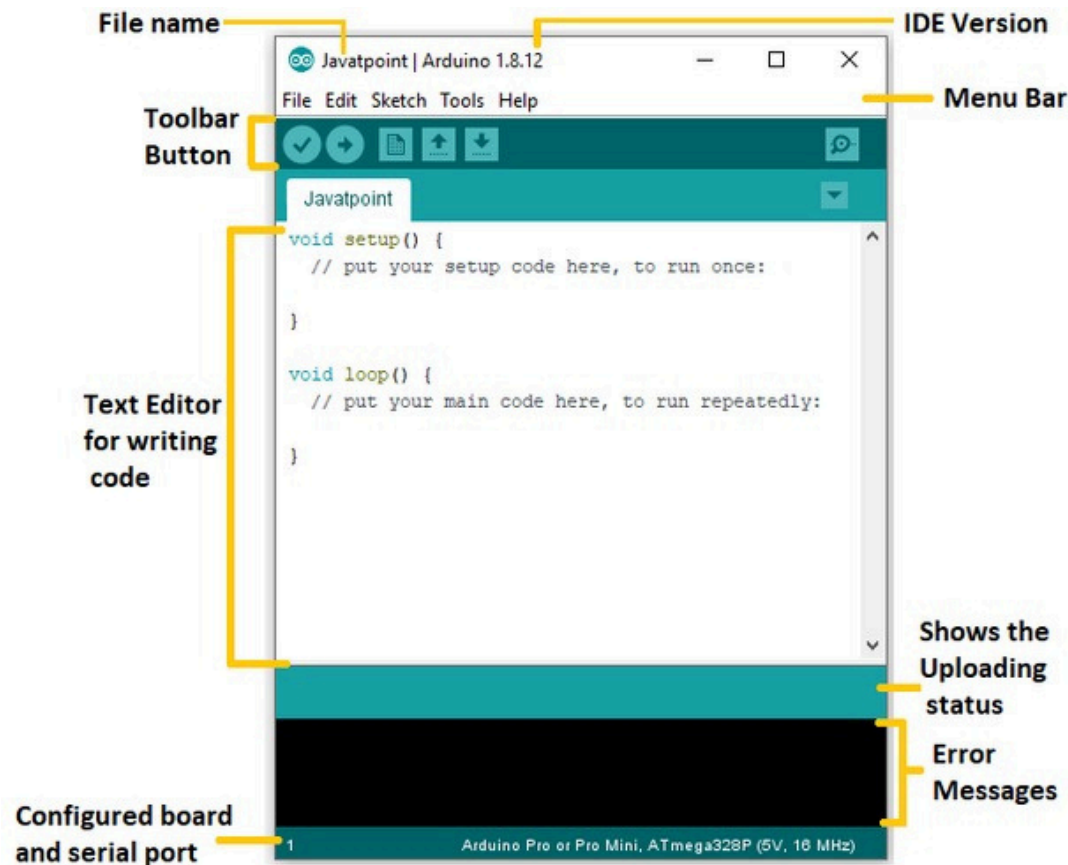 File name
IDE Version
Javatpoint | Arduino 1.8.12
File Edit Sketch Tools Help
Menu Bar
Toolbar
Button
Javatpoint
void setup() {
// put your setup code here, to run once:
}
void loop() {
// put your main code here, to run repeatedly:
}
Text Editor
for writing
code
Shows the
Uploading
status
Error
Messages
Configured board
and serial port
1
Arduino Pro or Pro Mini, ATmega328P (5V, 16 MHz)